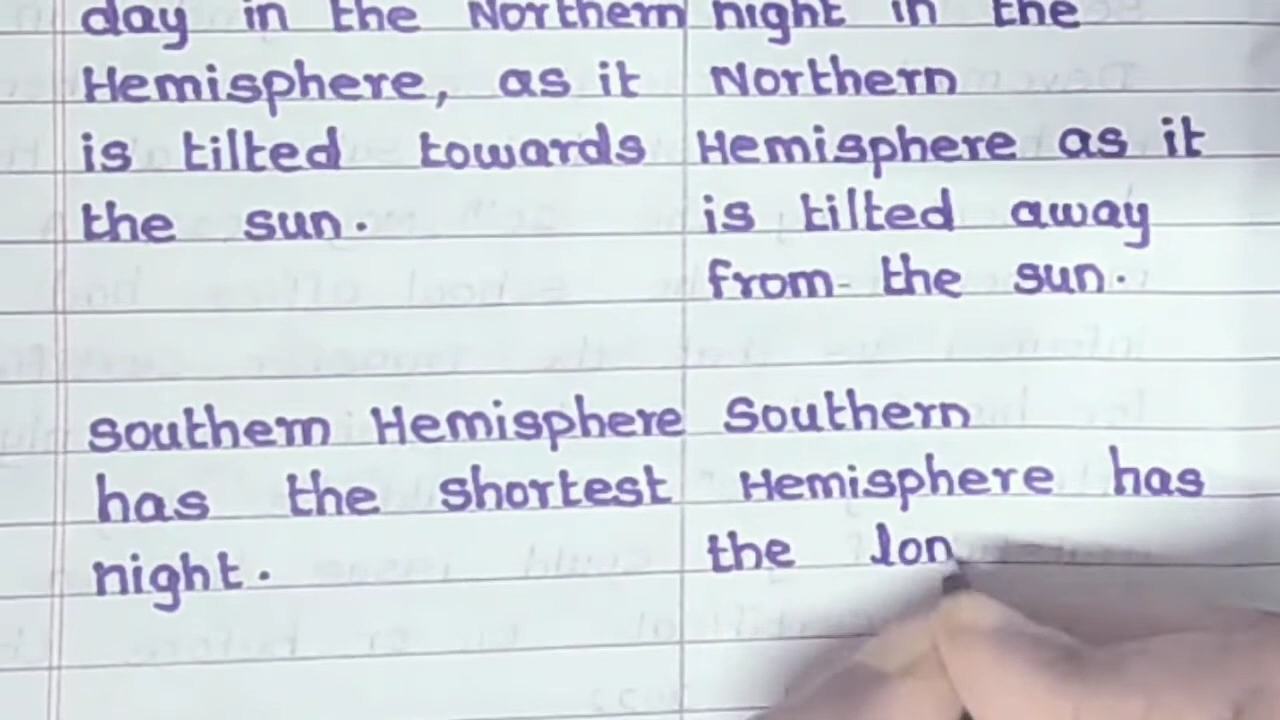 day in the Northern
Hemisphere, as it
is tilted towards
the sun.
Southern Hemisphere
has the shortest
night.
night in the
Northern
Hemisphere as it
is tilted away
from the sun.
Southern
Hemisphere has
the lon